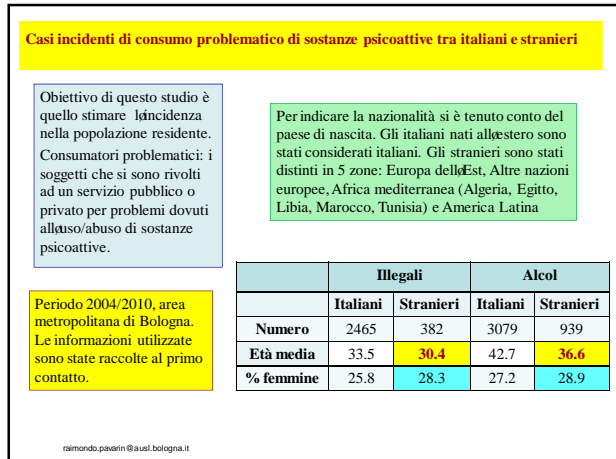 Casi incidenti di consumo problematico di sostanze psicoattive tra italiani e stranieri
Obiettivo di questo studio è
quello stimare løincidenza
nella popolazione residente.
Consumatori problematici: i
soggetti che si sono rivolti
ad un servizio pubblico o
privato per problemi dovuti
alløuso/abuso di sostanze
psicoattive.
Per indicare la nazionalità si è tenuto conto del
paese di nascita. Gli italiani nati alløestero sono
stati considerati italiani. Gli stranieri sono stati
distinti in 5 zone: Europa delløEst, Altre nazioni
europee, Africa mediterranea (Algeria, Egitto,
Libia, Marocco, Tunisia) e America Latina
Periodo 2004/2010, area
metropolitana di Bologna.
Le informazioni utilizzate
sono state raccolte al primo
contatto.
Illegali Alcol
Italiani Stranieri Italiani Stranieri
Numero 2465 382 3079 939
Età media 33.5 30.4 42.7 36.6
% femmine 25.8 28.3 27.2 28.9
raimondo.pavarin@ausl.bologna.it